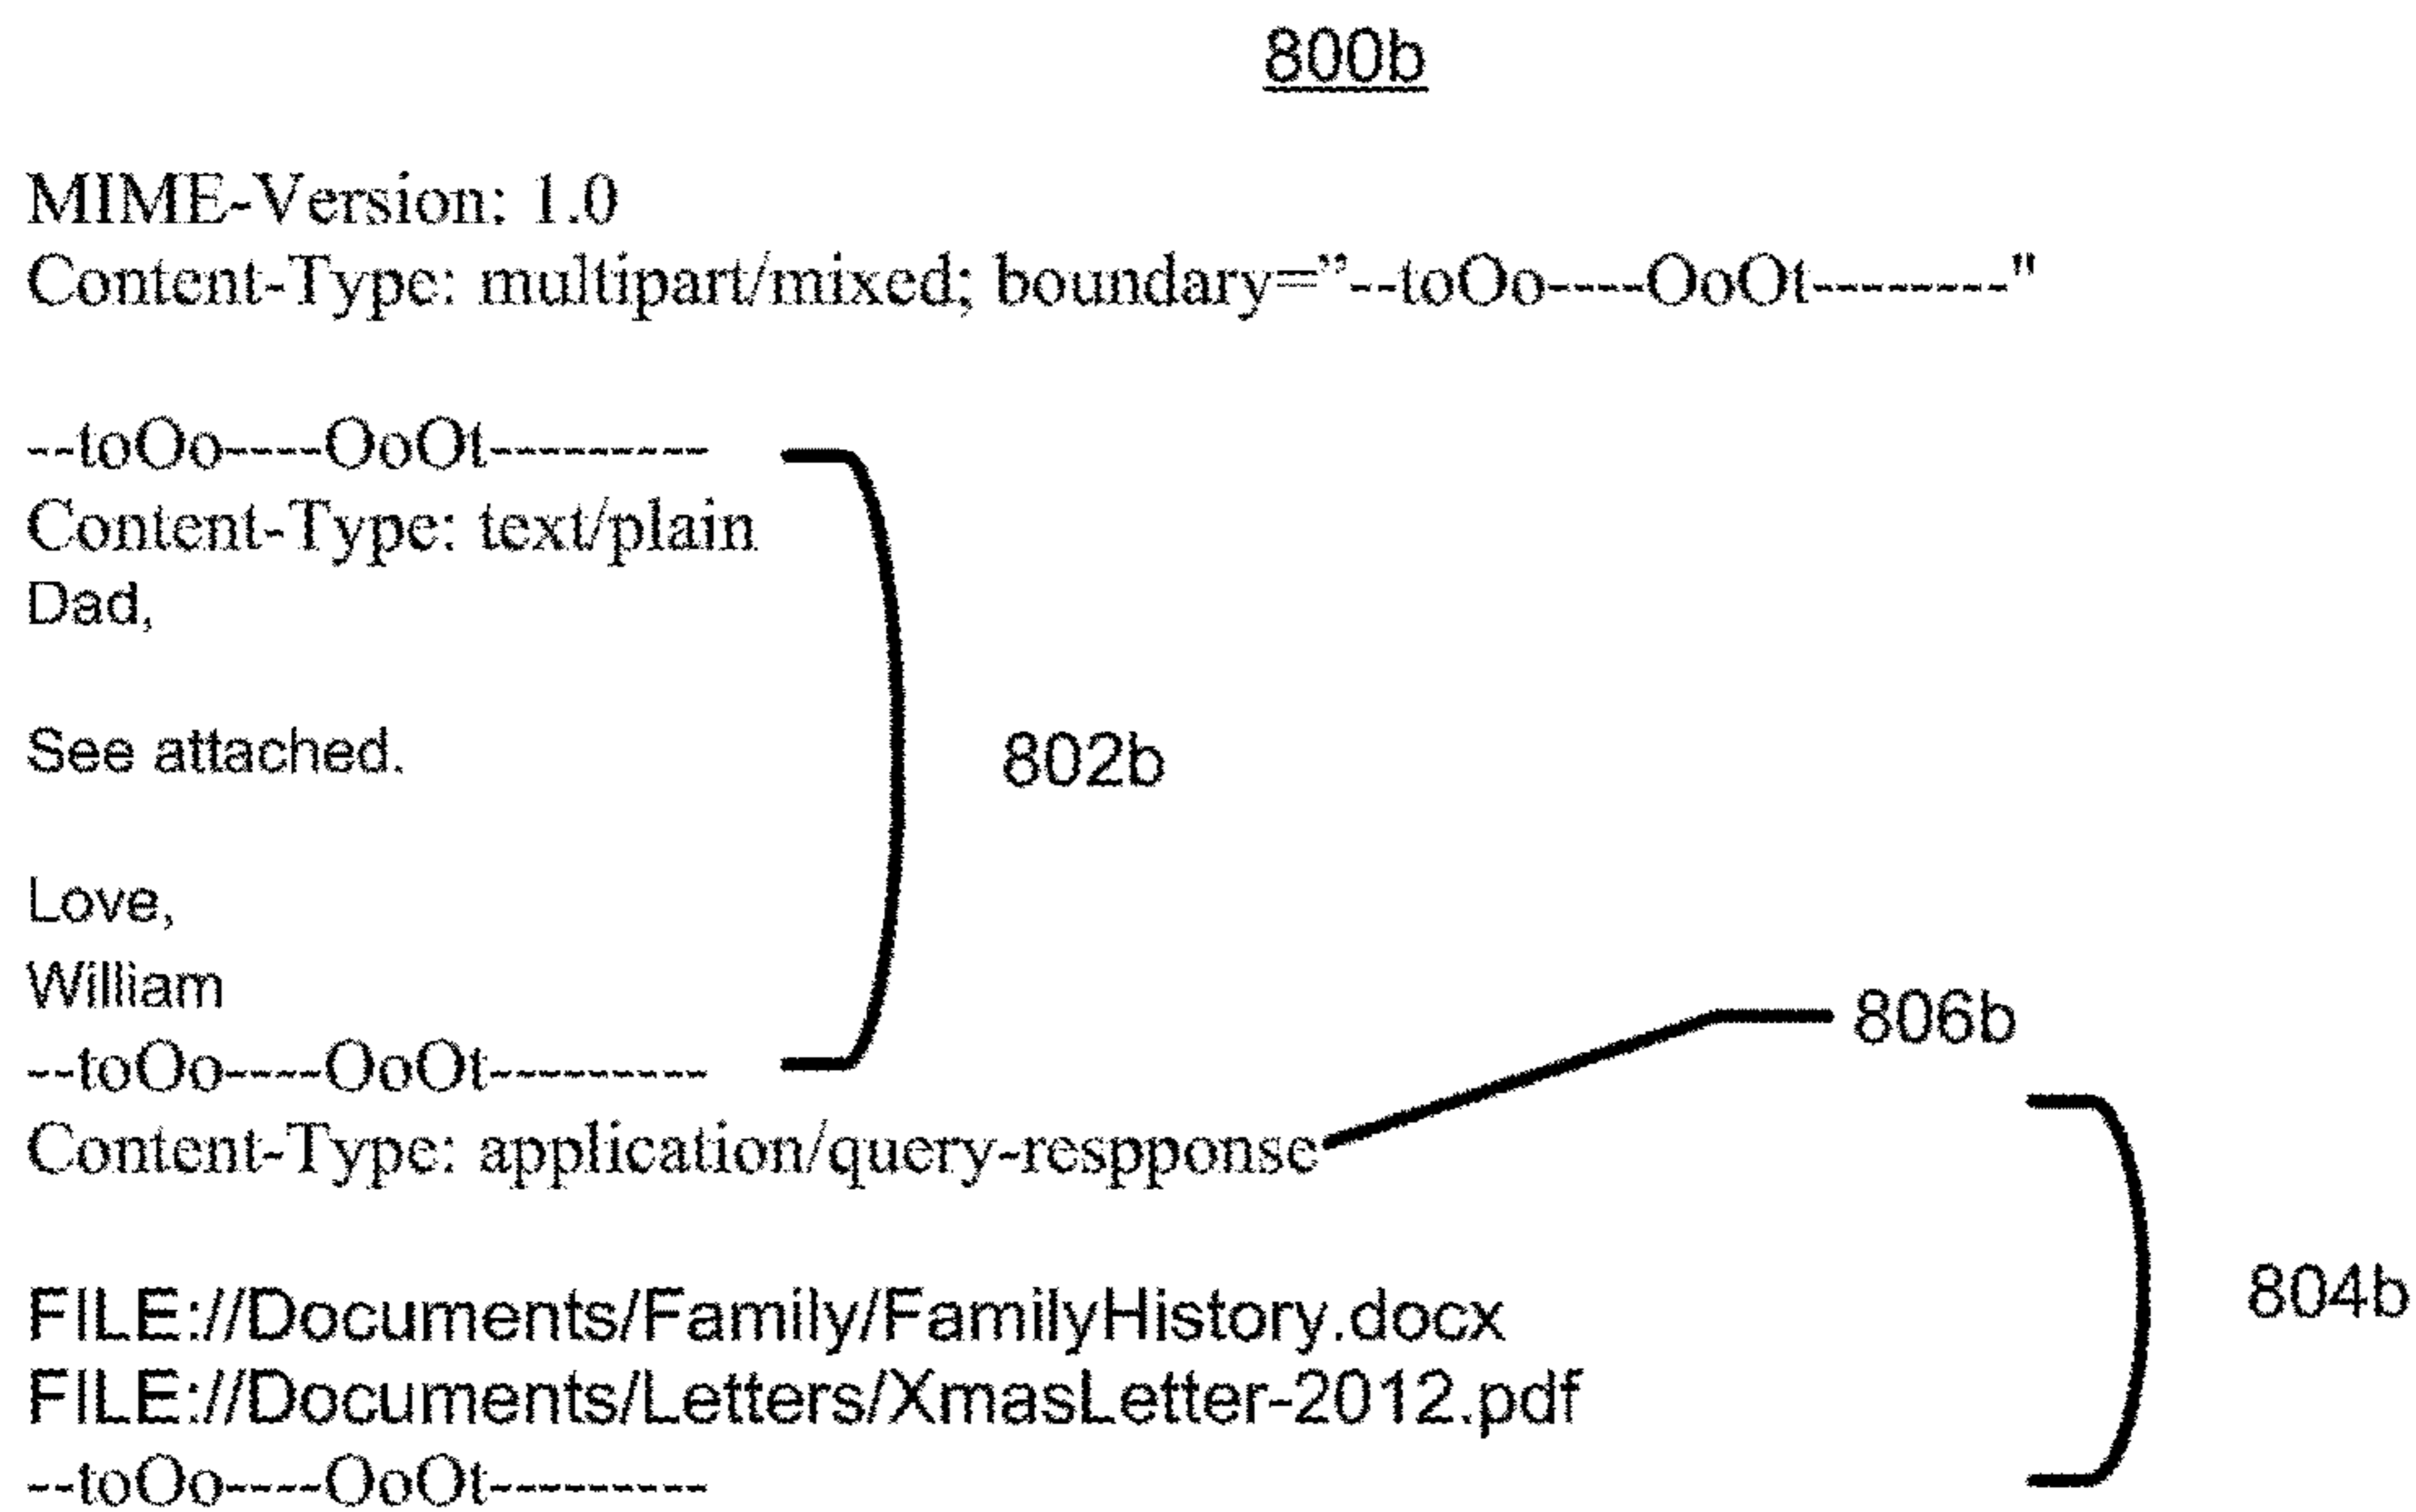 800b
MIME-Version: 1.0
Content-Type: multipart/mixed; boundary=”--toOo----OoOt--------"
--toOo----OoOt---------
Content-Type: text/plain
Dad,
See attached.
802b
Love,
William
806b
--toOo----OoOt---------
Content-Type: application/query-respponse
804b
FILE://Documents/Family/FamilyHistory.docx
FILE://Documents/Letters/XmasLetter-2012.pdf
--toOo----OoOt---------